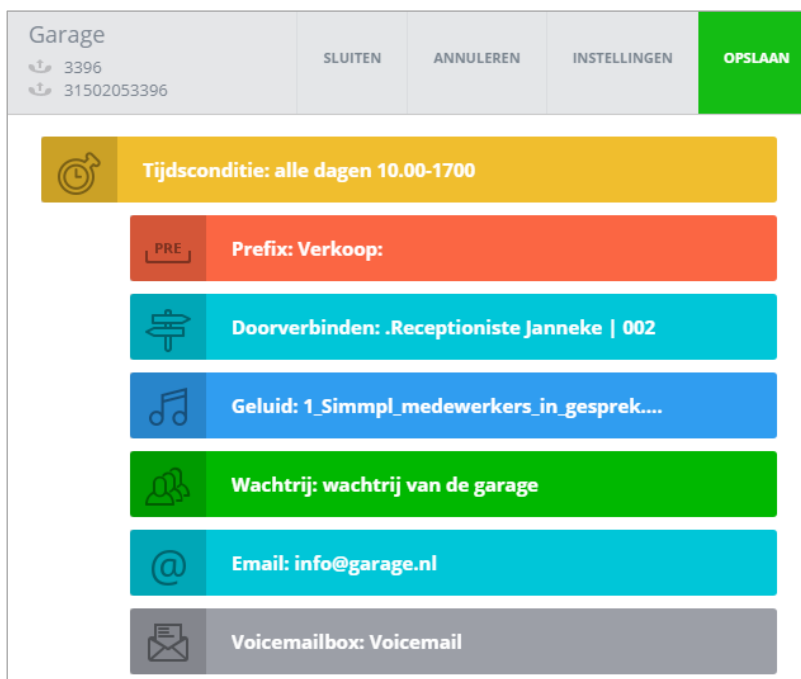 Garage
3396
31502053396
SLUITEN
ANNULEREN
INSTELLINGEN
OPSLAAN
Tijdsconditie: alle dagen 10.00-1700
PRE
Prefix: Verkoop:
Doorverbinden: .Receptioniste Janneke | 002
Geluid: 1_Simmpl_medewerkers_in_gesprek....
Wachtrij: wachtrij van de garage
@
Email: info@garage.nl
Voicemailbox: Voicemail